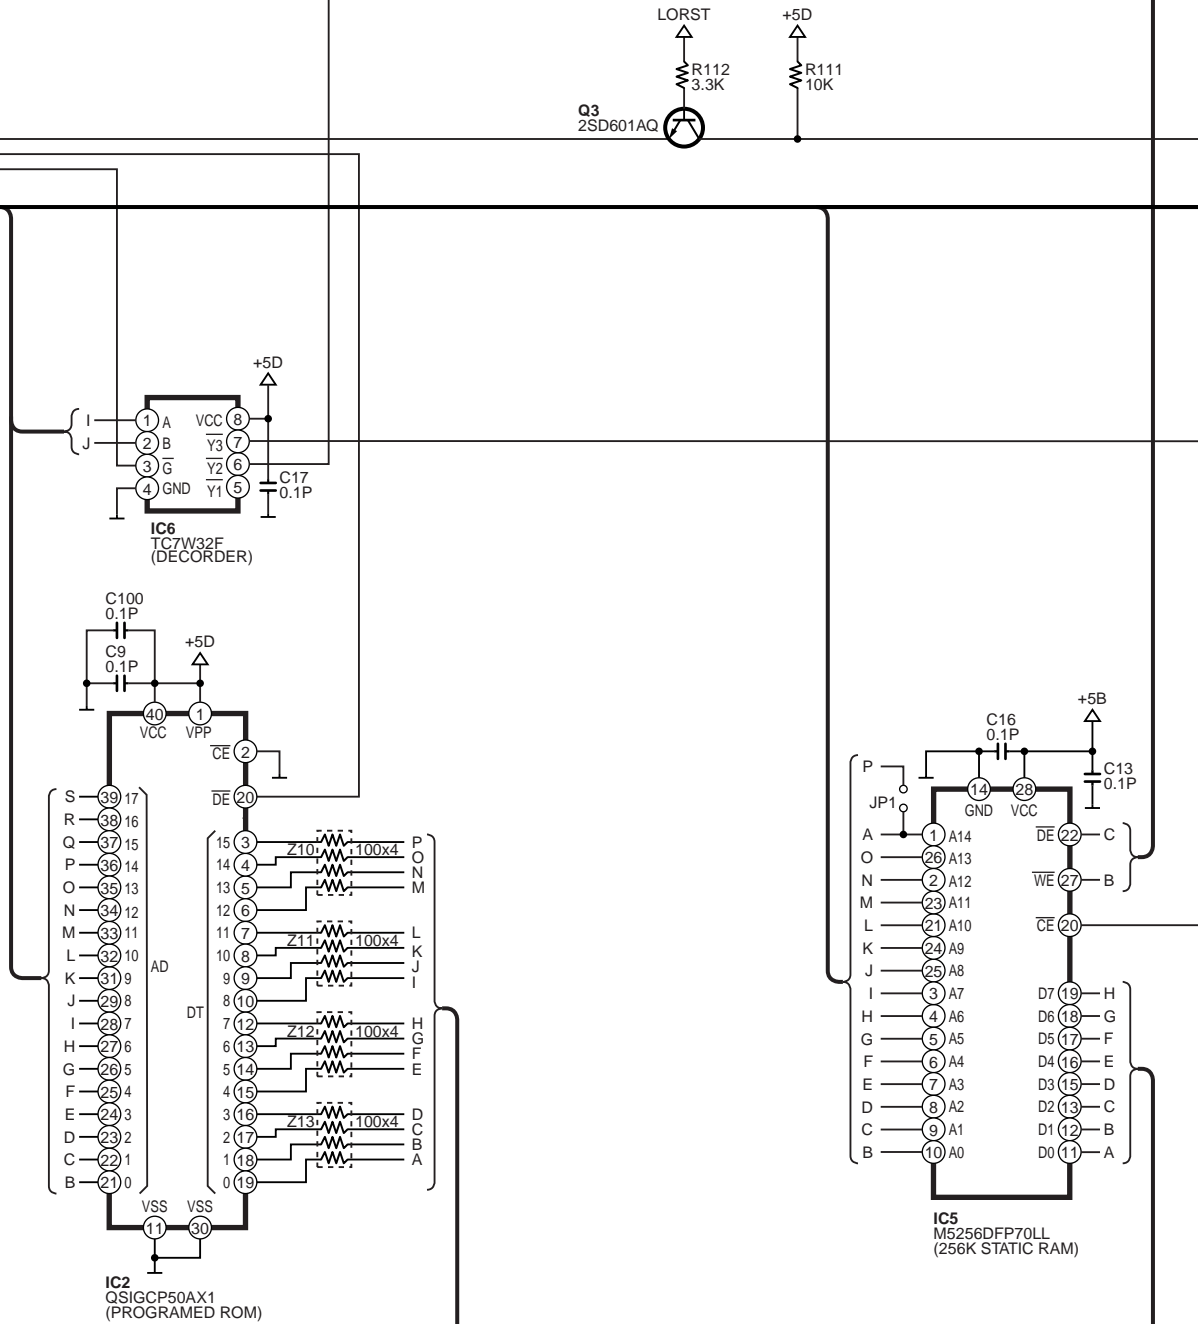 LORST
+5D
R112
3.3K
R111
10K
Q3
2SD601AQ
+5D
I
1
A
VCC
8
J
2
B
Y3
7
3
G
Y2
6
4
GND
Y1
5
C17
0.1P
IC6
TC7W32F
(DECORDER)
C100
0.1P
C9
0.1P
+5D
40
1
VCC
VPP
CE
2
DE
20
S
39
17
R
38
16
Q
37
15
P
36
14
O
35
13
N
34
12
M
33
11
L
32
10
K
31
9
J
29
8
I
28
7
H
27
6
G
26
5
F
25
4
E
24
3
D
23
2
C
22
1
B
21
0
AD
DT
15
3
14
4
13
5
12
6
Z10
100x4
P
O
N
M
11
7
10
8
9
9
8
10
Z11
100x4
L
K
J
I
7
12
6
13
5
14
4
15
Z12
100x4
H
G
F
E
3
16
2
17
1
18
0
19
Z13
100x4
D
C
B
A
VSS
VSS
11
30
IC2
QSIGCP50AX1
(PROGRAMED ROM)
+5B
C16
0.1P
C13
0.1P
P
JP1
14
28
GND
VCC
A
1
A14
O
26
A13
N
2
A12
M
23
A11
L
21
A10
K
24
A9
J
25
A8
I
3
A7
H
4
A6
G
5
A5
F
6
A4
E
7
A3
D
8
A2
C
9
A1
B
10
A0
DE
22
C
WE
27
B
CE
20
D7
19
H
D6
18
G
D5
17
F
D4
16
E
D3
15
D
D2
13
C
D1
12
B
D0
11
A
IC5
M5256DFP70LL
(256K STATIC RAM)